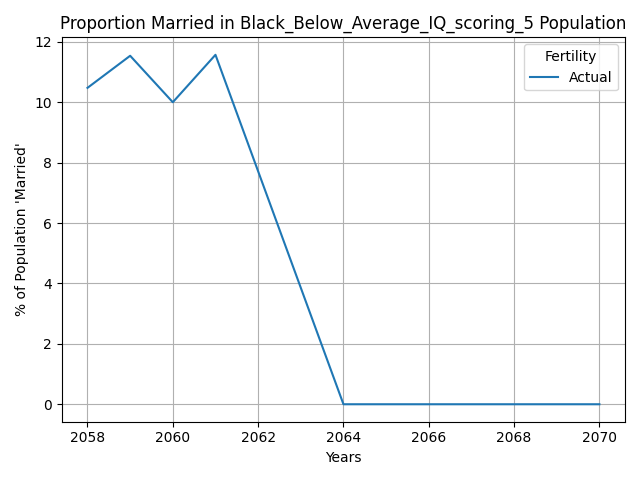 Proportion Married in Black_Below_Average_IQ_scoring_5 Population
12
10
8
6
4
2
0
% of Population 'Married'
Fertility
Actual
2058 2060 2062 2064 2066 2068 2070
Years